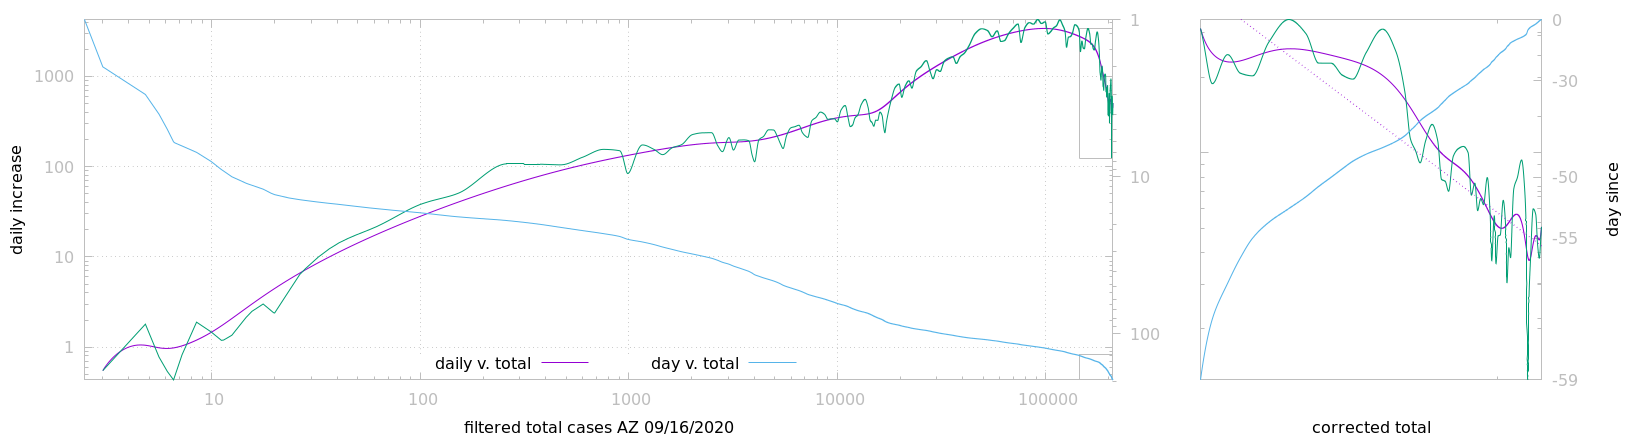 daily increase
1000
100
10
1
10
100
1000
10000
100000
filtered total cases AZ 09/16/2020
daily v. total
day v. total
1
10
100
0
-30
-50
-55
-59
day since
corrected total